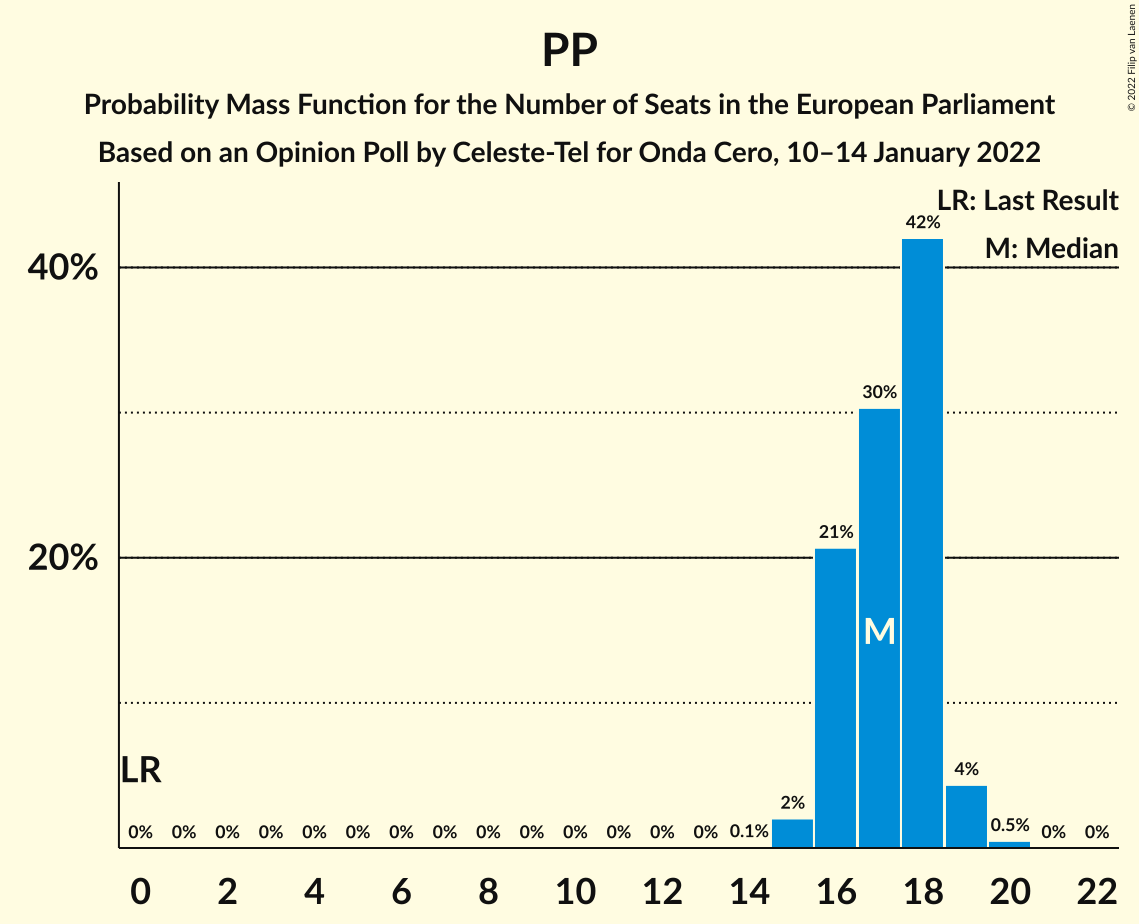 PP
Probability Mass Function for the Number of Seats in the European Parliament
Based on an Opinion Poll by Celeste-Tel for Onda Cero, 10–14 January 2022
© 2022 Filip van Laenen
LR: Last Result
M: Median
40%
20%
42%
30%
21%
M
LR
4%
2%
0% 0% 0% 0% 0% 0% 0% 0% 0% 0% 0% 0% 0% 0% 0.1% 0.5% 0% 0%
0 2 4 6 8 10 12 14 16 18 20 22